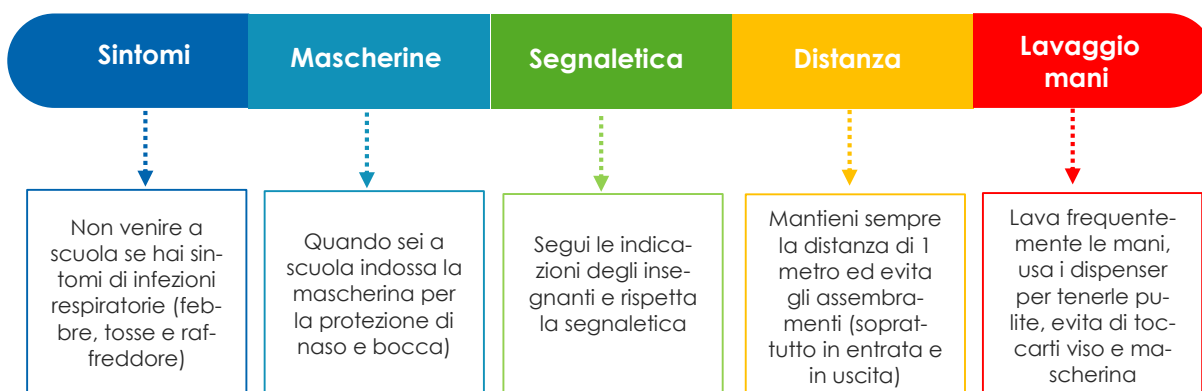 Sintomi
Mascherine
Segnaletica
Distanza
Lavaggio
mani
Non venire a
scuola se hai sin-
tomi di infezioni
respiratorie (feb-
bre, tosse e raf-
freddore)
Quando sei a
scuola indossa la
mascherina per
la protezione di
naso e bocca)
Segui le indica-
zioni degli inse-
gnanti e rispetta
la segnaletica
Mantieni sempre
la distanza di 1
metro ed evita
gli assembra-
menti (soprat-
tutto in entrata e
in uscita)
Lava frequente-
mente le mani,
usa i dispenser
per tenerle pu-
lite, evita di toc-
carti viso e ma-
scherina